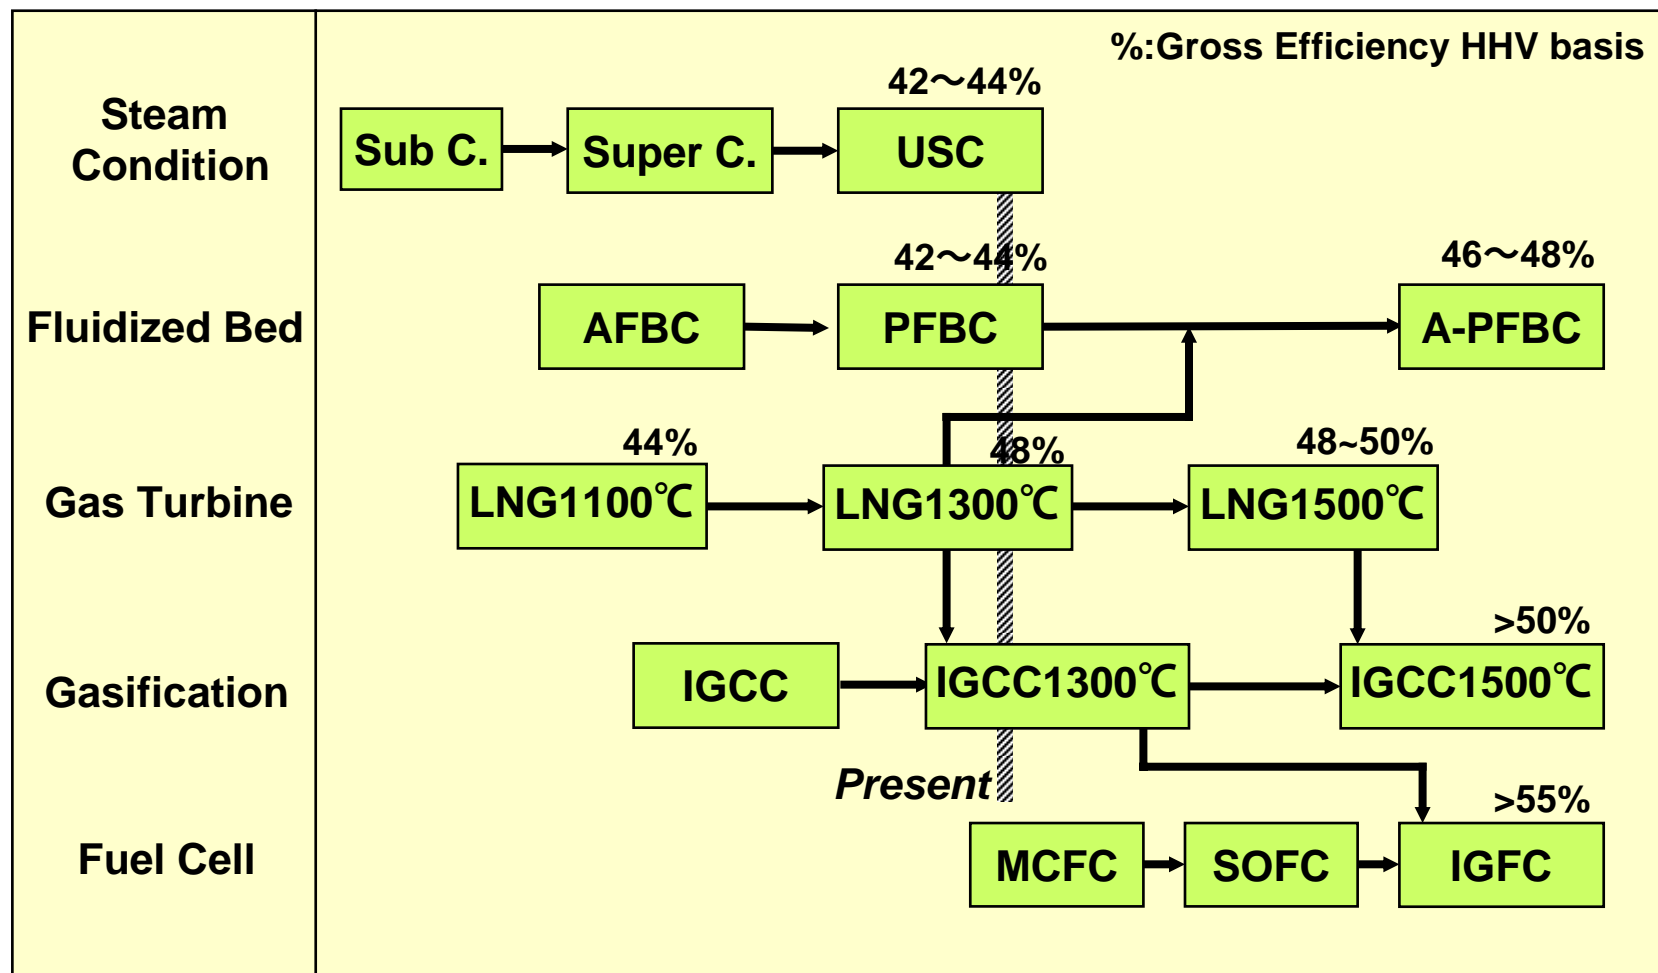 %:Gross Efficiency HHV basis
Steam
Condition
42～44%
Sub C.
Super C.
USC
Fluidized Bed
42～44%
46～48%
AFBC
PFBC
A-PFBC
Gas Turbine
44%
48%
48~50%
LNG1100℃
LNG1300℃
LNG1500℃
Gasification
>50%
IGCC
IGCC1300℃
IGCC1500℃
Present
Fuel Cell
>55%
MCFC
SOFC
IGFC